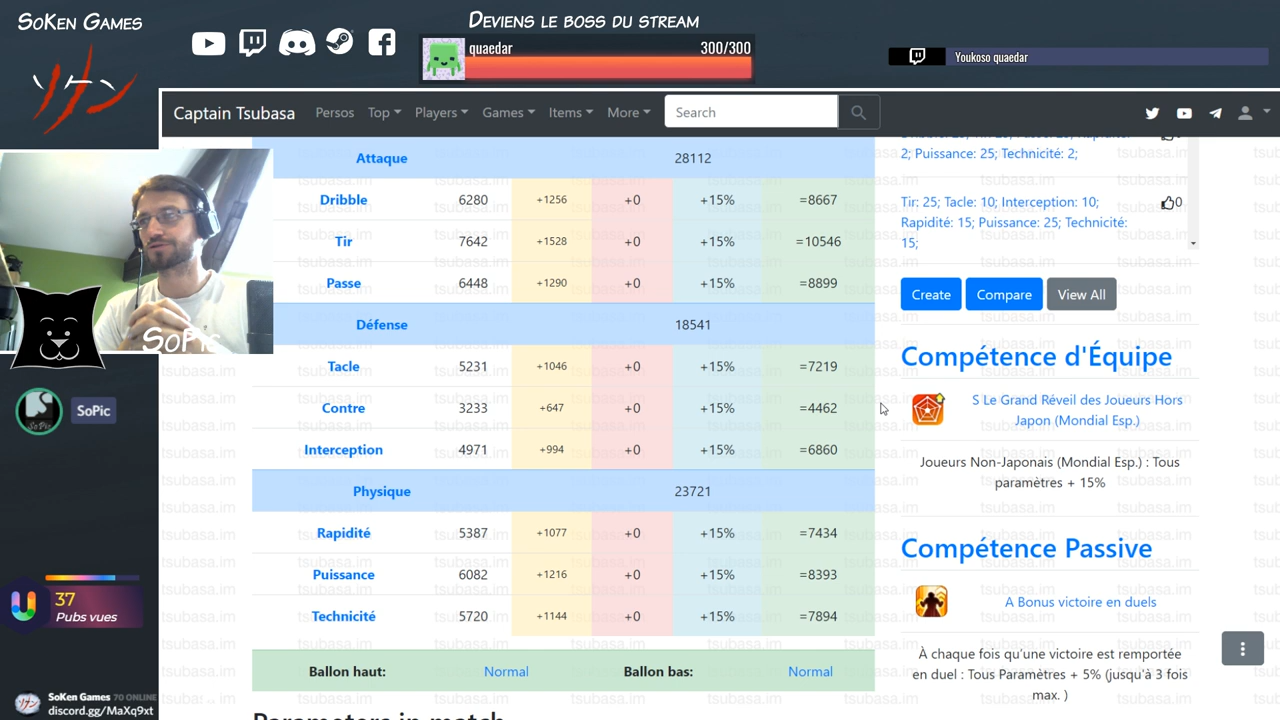 SoKen Games
Deviens le boss du stream
quaedar 300/300
Youkoso quaedar
Captain Tsubasa Persos Top Players Games Items More Search
Attaque 28112
Dribble 6280 +1256 +0 +15% =8667
Tir 7642 +1528 +0 +15% =10546
Passe 6448 +1290 +0 +15% =8899
Défense 18541
Tacle 5231 +1046 +0 +15% =7219
Contre 3233 +647 +0 +15% =4462
Interception 4971 +994 +0 +15% =6860
Physique 23721
Rapidité 5387 +1077 +0 +15% =7434
Puissance 6082 +1216 +0 +15% =8393
Technicité 5720 +1144 +0 +15% =7894
Ballon haut: Normal Ballon bas: Normal
Parameters in match
2; Puissance: 25; Technicité: 2;
Tir: 25; Tacle: 10; Interception: 10;
Rapidité: 15; Puissance: 25; Technicité:
15;
0
Create Compare View All
Compétence d'Équipe
S Le Grand Réveil des Joueurs Hors
Japon (Mondial Esp.)
Joueurs Non-Japonais (Mondial Esp.) : Tous
paramètres + 15%
Compétence Passive
A Bonus victoire en duels
À chaque fois qu'une victoire est remportée
en duel : Tous Paramètres + 5% (jusqu'à 3 fois
max. )
SoPic
SoPic
37
Pubs vues
SoKen Games 70 ONLINE
discord.gg/MaXq9xt
tsubasa.im